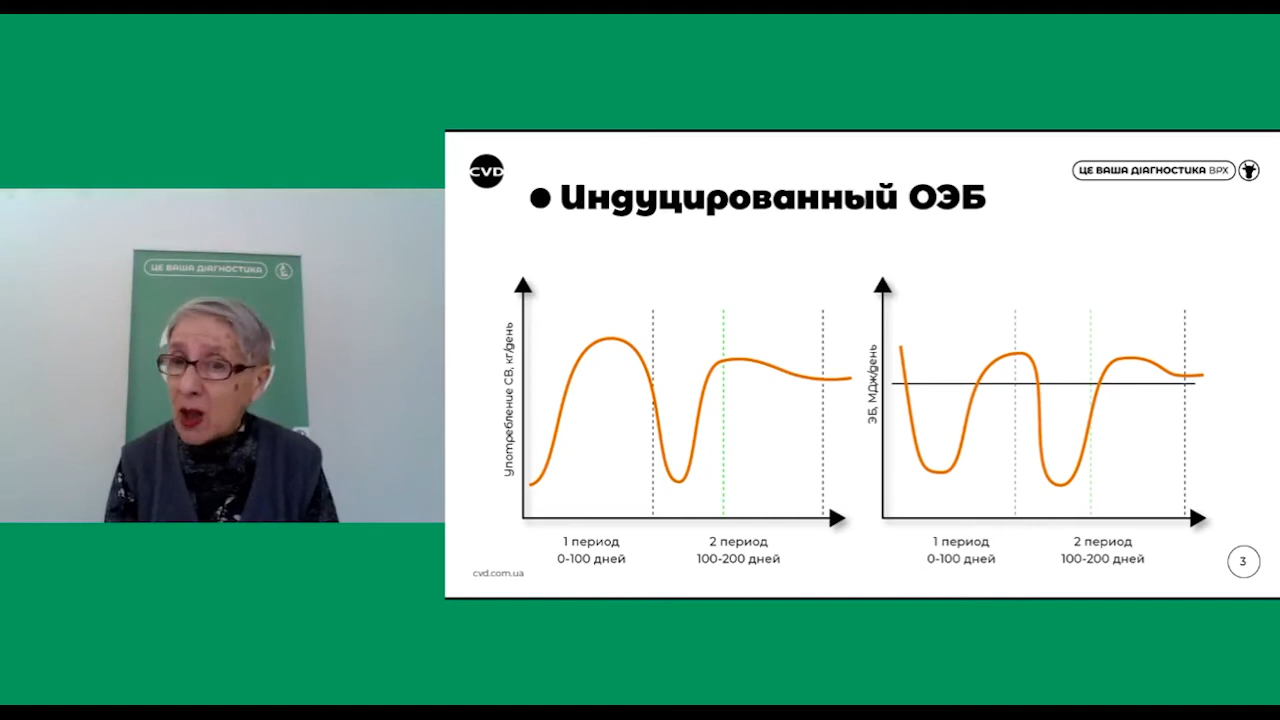 ЦЕ ВАША ДІАГНОСТИКА
CVD
ЦЕ ВАША ДІАГНОСТИКА ВРХ
• Индуцированный ОЭБ
Употребление СВ, кг/день
1 период
0-100 дней
2 период
100-200 дней
ЭБ, МДж/день
1 период
0-100 дней
2 период
100-200 дней
cvd.com.ua
3